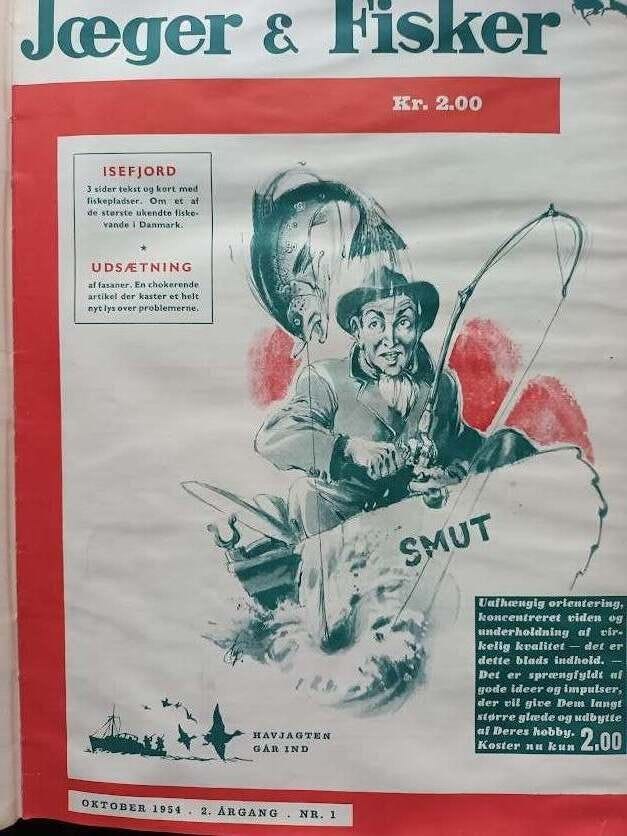 Jæger & Fisker
Kr. 2.00
ISEFJORD
3 sider tekst og kort med
fiskepladser. Om et af
de største ukendte fiske-
vande i Danmark.
UDSÆTNING
af fasaner. En chokerende
artikel der kaster et helt
nyt lys over problemerne.
SMUT
Uafhængig orientering,
koncentreret viden og
underholdning af vir-
kelig kvalitet — det er
dette blads indhold. —
Det er sprængfyldt af
gode ideer og impulser,
der vil give Dem langt
større glæde og udbytte
af Deres hobby.
Koster nu kun 2.00
HAVJAGTEN
GÅR IND
OKTOBER 1954 . 2. ÅRGANG . NR. 1